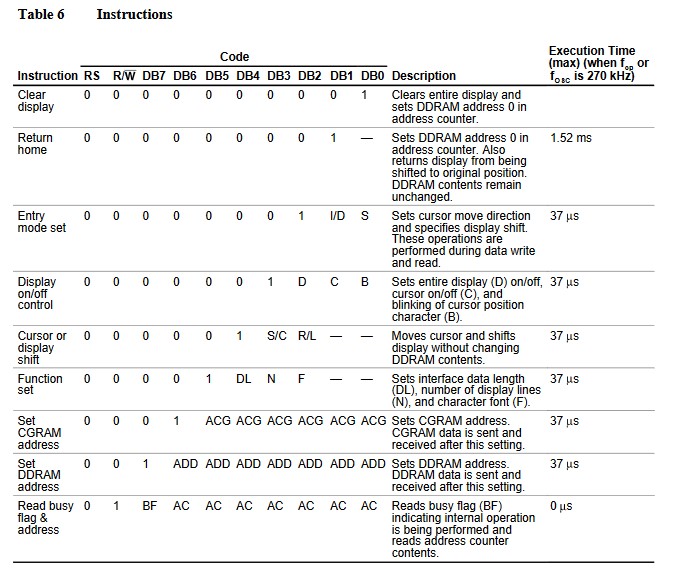 Table 6 Instructions
Code
Execution Time (max) (when fop or fOSC is 270 kHz)
Instruction RS R/W̅ DB7 DB6 DB5 DB4 DB3 DB2 DB1 DB0 Description
Clear 0 0 0 0 0 0 0 0 0 1 Clears entire display and
display sets DDRAM address 0 in
address counter.
Return 0 0 0 0 0 0 0 0 1 — Sets DDRAM address 0 in 1.52 ms
home address counter. Also
returns display from being
shifted to original position.
DDRAM contents remain
unchanged.
Entry 0 0 0 0 0 0 0 1 I/D S Sets cursor move direction 37 µs
mode set and specifies display shift.
These operations are
performed during data write
and read.
Display 0 0 0 0 0 0 1 D C B Sets entire display (D) on/off, 37 µs
on/off cursor on/off (C), and
control blinking of cursor position
character (B).
Cursor or 0 0 0 0 0 1 S/C R/L — — Moves cursor and shifts 37 µs
display display without changing
shift DDRAM contents.
Function 0 0 0 0 1 DL N F — — Sets interface data length 37 µs
set (DL), number of display lines
(N), and character font (F).
Set 0 0 0 1 ACG ACG ACG ACG ACG ACG Sets CGRAM address. 37 µs
CGRAM CGRAM data is sent and
address received after this setting.
Set 0 0 1 ADD ADD ADD ADD ADD ADD ADD Sets DDRAM address. 37 µs
DDRAM DDRAM data is sent and
address received after this setting.
Read busy 0 1 BF AC AC AC AC AC AC AC Reads busy flag (BF) 0 µs
flag & indicating internal operation
address is being performed and
reads address counter
contents.